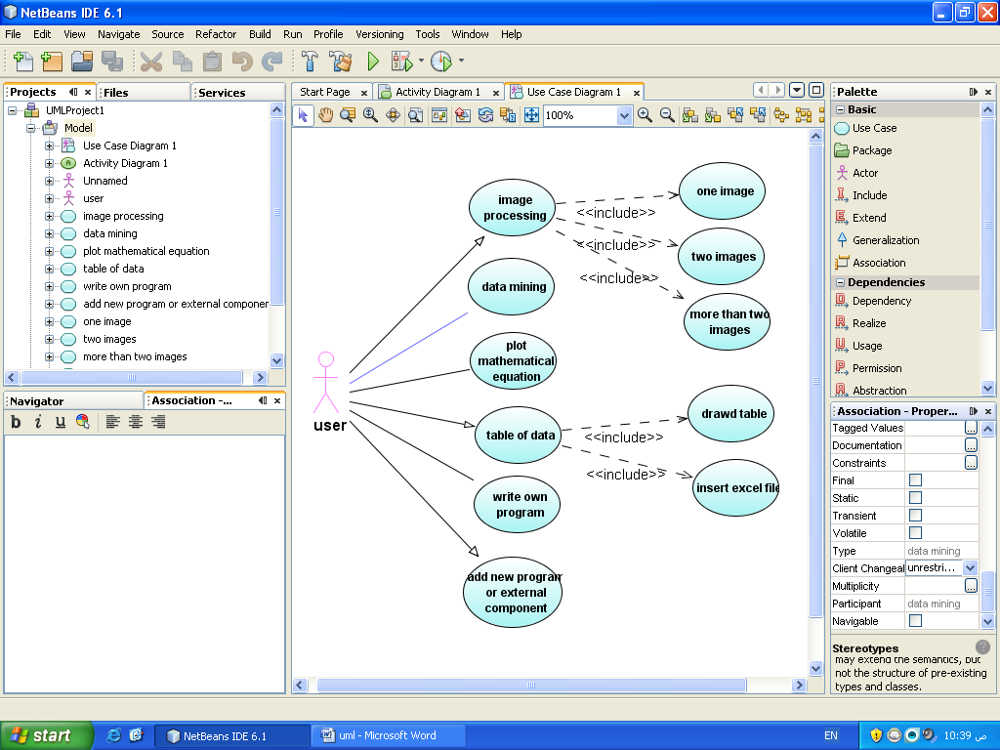 NetBeans IDE 6.1
File Edit View Navigate Source Refactor Build Run Profile Versioning Tools Window Help
Projects
Files
Services
UMLProject1
Model
Use Case Diagram 1
Activity Diagram 1
Unnamed
user
image processing
data mining
plot mathematical equation
table of data
write own program
add new program or external componer
one image
two images
more than two images
Navigator
Association -...
b i u
Start Page
Activity Diagram 1
Use Case Diagram 1
100%
image
processing
data mining
plot
mathematical
equation
table of data
write own
program
add new program
or external
component
user
<<include>>
<<include>>
<<include>>
<<include>>
<<include>>
one image
two images
more than two
images
drawd table
insert excel file
Palette
Basic
Use Case
Package
Actor
Include
Extend
Generalization
Association
Dependencies
Dependency
Realize
Usage
Permission
Abstraction
Association - Proper...
Tagged Values
Documentation
Constraints
Final
Static
Transient
Volatile
Type data mining
Client Changeal unrestri...
Multiplicity
Participant data mining
Navigable
Stereotypes
may extend the semantics, but
not the structure of pre-existing
types and classes.
start
NetBeans IDE 6.1
uml - Microsoft Word
EN
10:39 ص